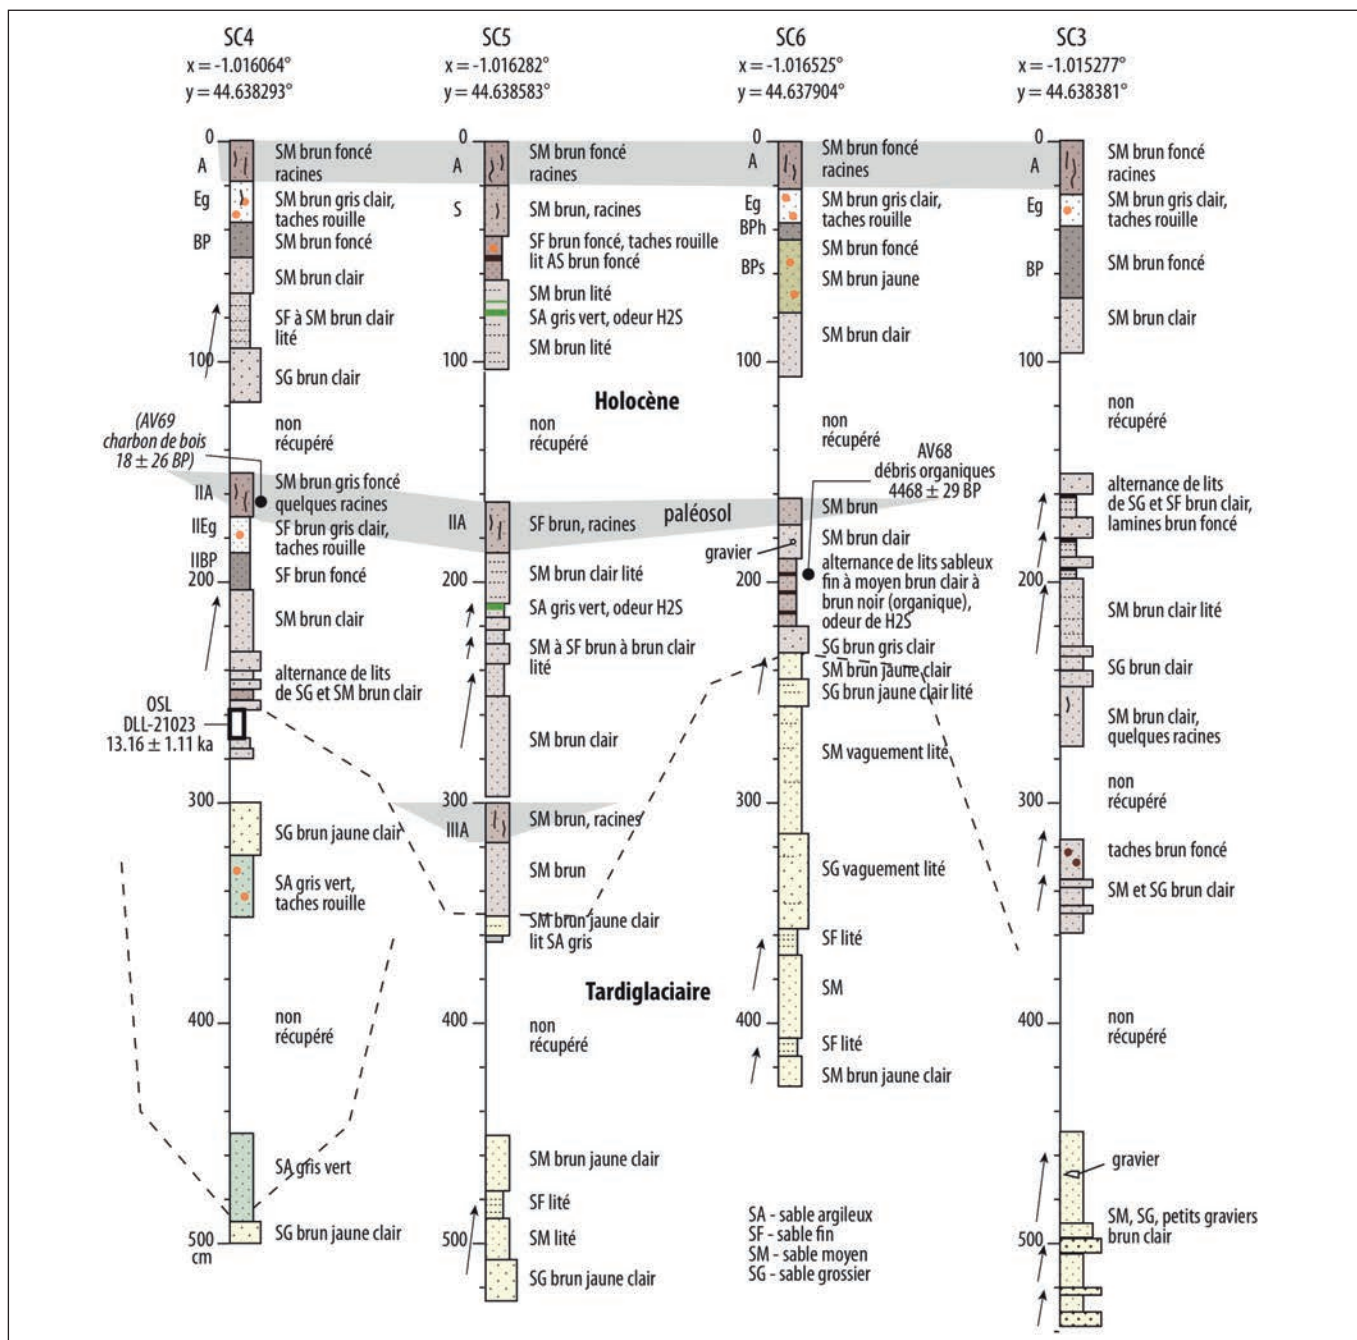 SC4
x = -1.016064°
y = 44.638293°
0
A
SM brun foncé
racines
Eg
SM brun gris clair,
taches rouille
BP
SM brun foncé
SM brun clair
SF à SM brun clair
lité
100
SG brun clair
(AV69
charbon de bois
18 ± 26 BP)
non
récupéré
IIA
SM brun gris foncé
quelques racines
IIEg
SF brun gris clair,
taches rouille
IIBP
200
SF brun foncé
SM brun clair
alternance de lits
de SG et SM brun clair
OSL
DLL-21023
13.16 ± 1.11 ka
300
SG brun jaune clair
SA gris vert,
taches rouille
400
non
récupéré
SA gris vert
SG brun jaune clair
500
cm
SC5
x = -1.016282°
y = 44.638583°
0
A
SM brun foncé
racines
S
SM brun, racines
SF brun foncé, taches rouille
lit AS brun foncé
SM brun lité
SA gris vert, odeur H2S
SM brun lité
100
Holocène
non
récupéré
IIA
SF brun, racines
paléosol
SM brun clair lité
200
SA gris vert, odeur H2S
SM à SF brun à brun clair
lité
SM brun clair
300
IIIA
SM brun, racines
SM brun
SM brun jaune clair
lit SA gris
Tardiglaciaire
400
non
récupéré
SM brun jaune clair
SF lité
500
SM lité
SG brun jaune clair
SC6
x = -1.016525°
y = 44.637904°
0
A
SM brun foncé
racines
Eg
SM brun gris clair,
taches rouille
BPh
SM brun foncé
BPs
SM brun jaune
SM brun clair
100
non
récupéré
AV68
débris organiques
4468 ± 29 BP
SM brun
SM brun clair
gravier
200
alternance de lits sableux
fin à moyen brun clair à
brun noir (organique),
odeur de H2S
SG brun gris clair
SM brun jaune clair
SG brun jaune clair lité
SM vaguement lité
300
SG vaguement lité
SF lité
SM
400
SF lité
SM brun jaune clair
SA - sable argileux
SF - sable fin
SM - sable moyen
SG - sable grossier
SC3
x = -1.015277°
y = 44.638381°
0
A
SM brun foncé
racines
Eg
SM brun gris clair,
taches rouille
BP
SM brun foncé
SM brun clair
100
non
récupéré
alternance de lits
de SG et SF brun clair,
lamines brun foncé
200
SM brun clair lité
SG brun clair
SM brun clair,
quelques racines
300
non
récupéré
taches brun foncé
SM et SG brun clair
400
non
récupéré
gravier
500
SM, SG, petits graviers
brun clair